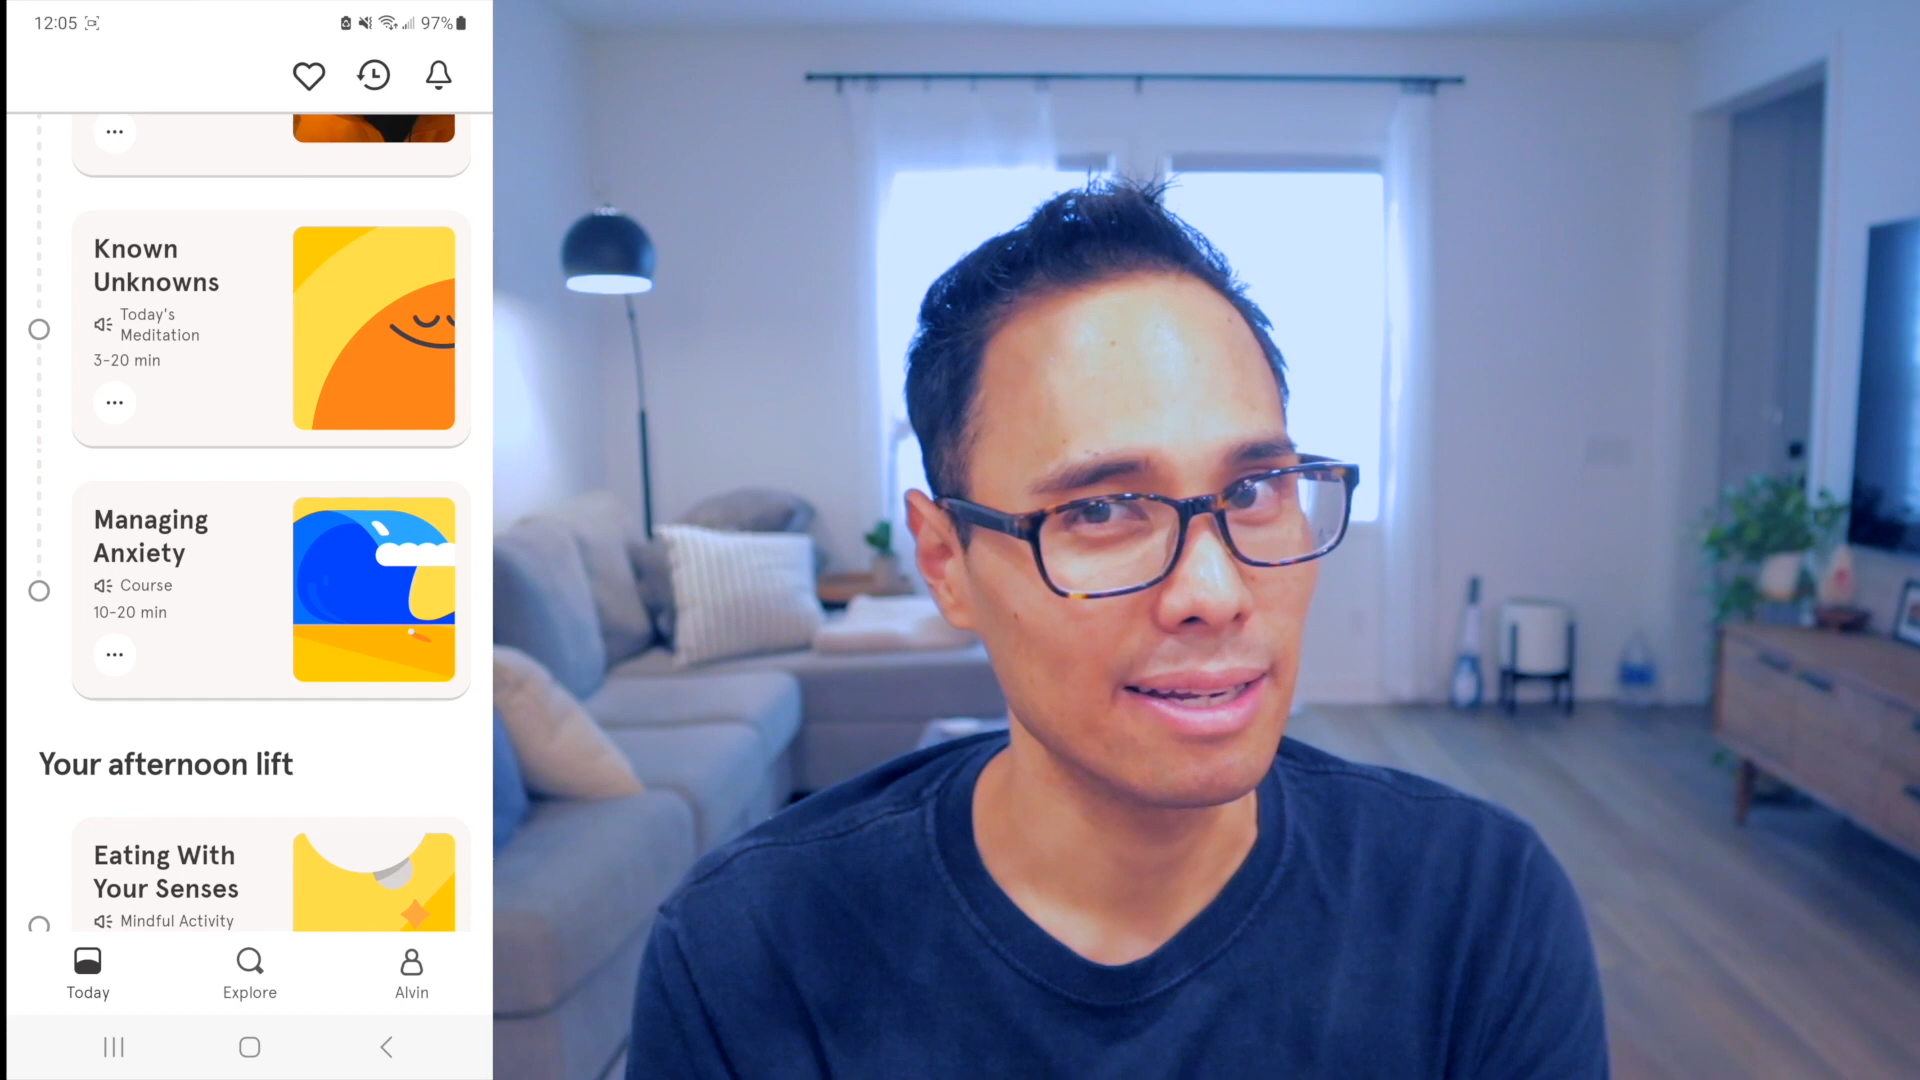 12:05
97%
Known
Unknowns
Today's
Meditation
3-20 min
Managing
Anxiety
Course
10-20 min
Your afternoon lift
Eating With
Your Senses
Mindful Activity
Today
Explore
Alvin